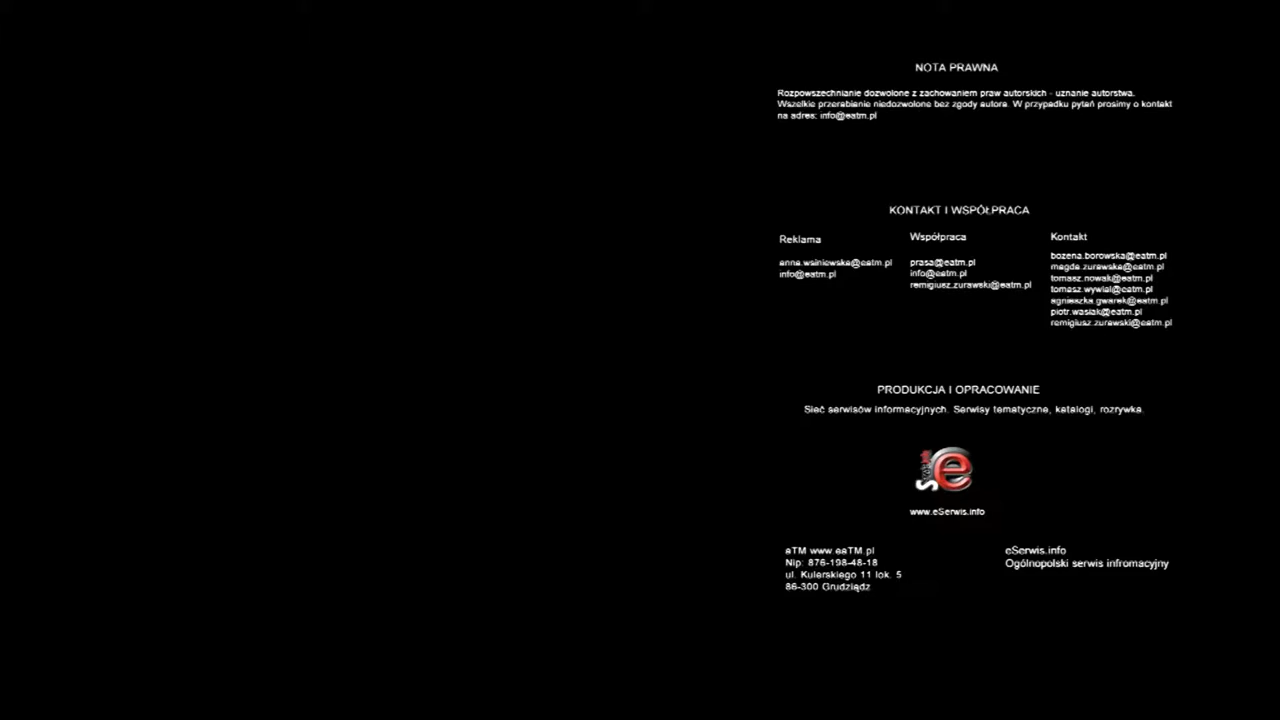 NOTA PRAWNA
Rozpowszechnianie dozwolone z zachowaniem praw autorskich - uznanie autorstwa.
Wszelkie przerabianie niedozwolone bez zgody autora. W przypadku pytań prosimy o kontakt
na adres: info@eatm.pl
KONTAKT I WSPÓŁPRACA
Reklama
anna.wsiniewska@eatm.pl
info@eatm.pl
Współpraca
prasa@eatm.pl
info@eatm.pl
remigiusz.zurawski@eatm.pl
Kontakt
bozena.borowska@eatm.pl
magda.zurawska@eatm.pl
tomasz.nowak@eatm.pl
tomasz.wywial@eatm.pl
agnieszka.gwarek@eatm.pl
piotr.wasiak@eatm.pl
remigiusz.zurawski@eatm.pl
PRODUKCJA I OPRACOWANIE
Sieć serwisów informacyjnych. Serwisy tematyczne, katalogi, rozrywka.
e
www.eSerwis.info
aTM www.eaTM.pl
Nip: 876-198-48-18
ul. Kulerskiego 11 lok. 5
86-300 Grudziądz
eSerwis.info
Ogólnopolski serwis infromacyjny